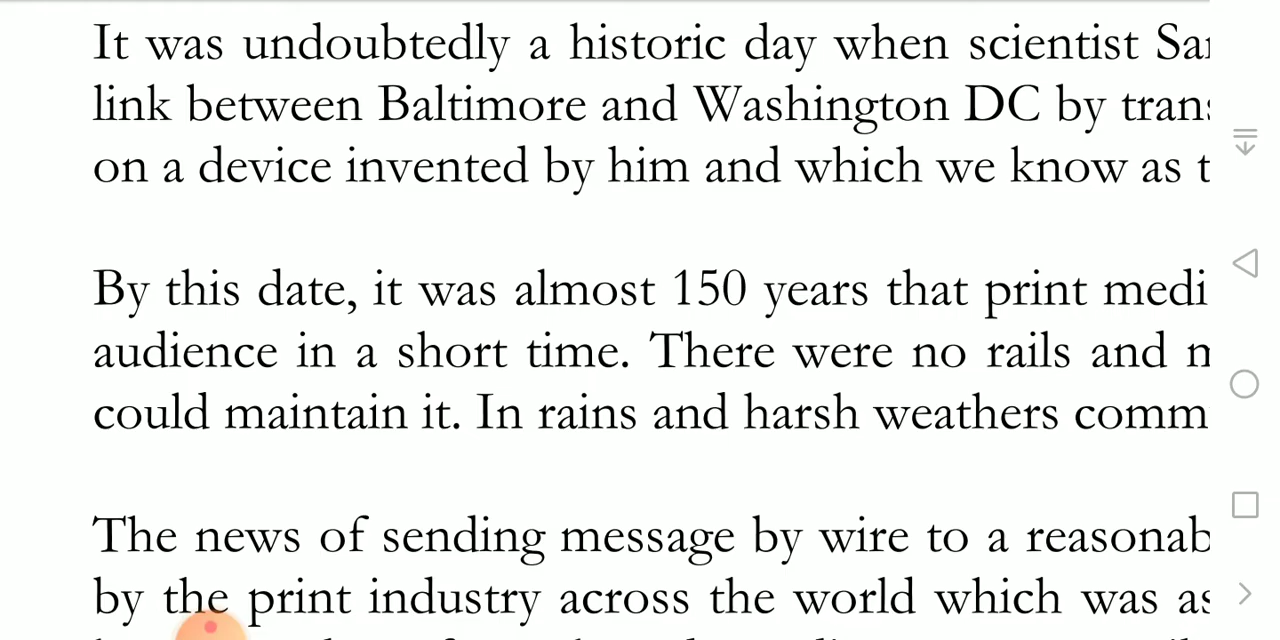 It was undoubtedly a historic day when scientist
link between Baltimore and Washington DC by
on a device invented by him and which we know as
By this date, it was almost 150 years that print
audience in a short time. There were no rails and
could maintain it. In rains and harsh weathers
The news of sending message by wire to a
by the print industry across the world which was